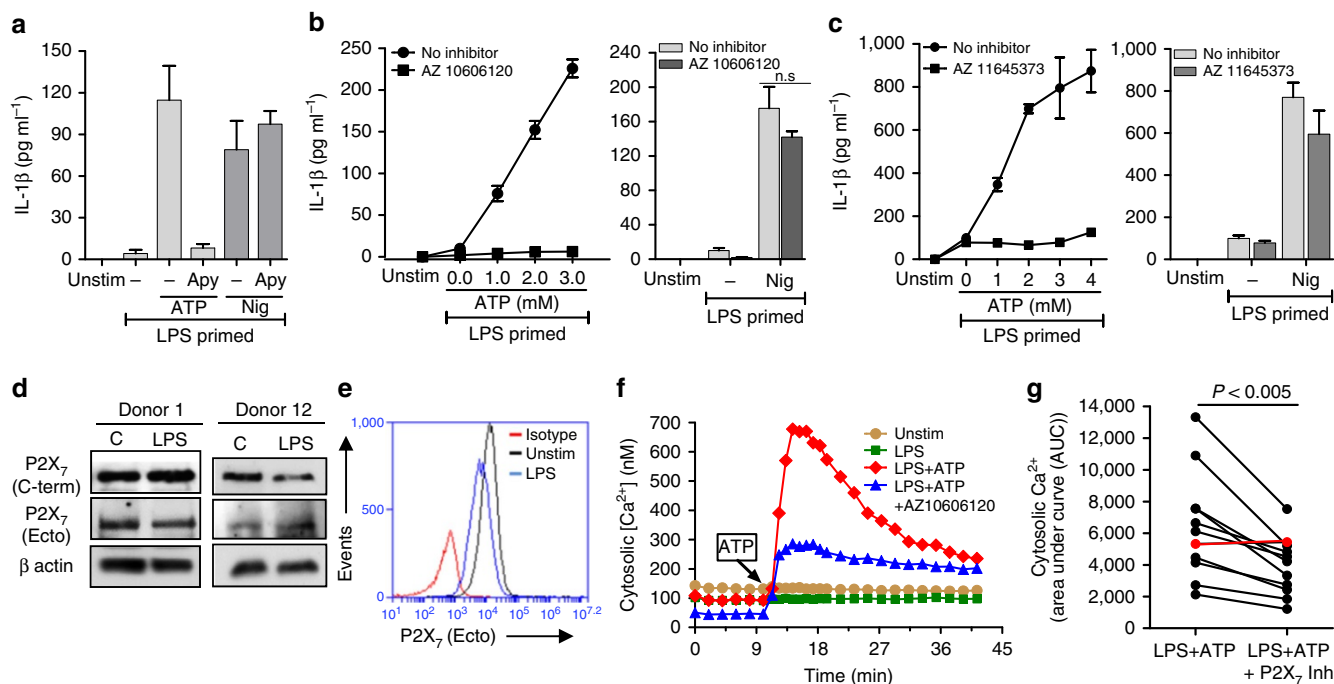 a
IL-1β (pg ml⁻¹)
150
120
90
60
30
0
Unstim – – Apy – Apy
ATP Nig
LPS primed
b
IL-1β (pg ml⁻¹)
250
200
150
100
50
0
No inhibitor
AZ 10606120
Unstim 0.0 1.0 2.0 3.0
ATP (mM)
LPS primed
240
200
160
120
80
40
0
No inhibitor
AZ 10606120
n.s
Unstim – Nig
LPS primed
c
IL-1β (pg ml⁻¹)
1,000
800
600
400
200
0
No inhibitor
AZ 11645373
Unstim 0 1 2 3 4
ATP (mM)
LPS primed
1,000
800
600
400
200
0
No inhibitor
AZ 11645373
Unstim – Nig
LPS primed
d
Donor 1 Donor 12
C LPS C LPS
P2X₇
(C-term)
P2X₇
(Ecto)
β actin
e
Events
1,000
500
0
Isotype
Unstim
LPS
10¹ 10² 10³ 10⁴ 10⁵ 10⁷·²
P2X₇ (Ecto)
f
Cytosolic [Ca²⁺] (nM)
700
600
500
400
300
200
100
0
Unstim
LPS
LPS+ATP
LPS+ATP
+AZ10606120
ATP
0 9 18 27 36 45
Time (min)
g
P < 0.005
Cytosolic Ca²⁺
(area under curve (AUC))
14,000
12,000
10,000
8,000
6,000
4,000
2,000
0
LPS+ATP LPS+ATP
+ P2X₇ Inh